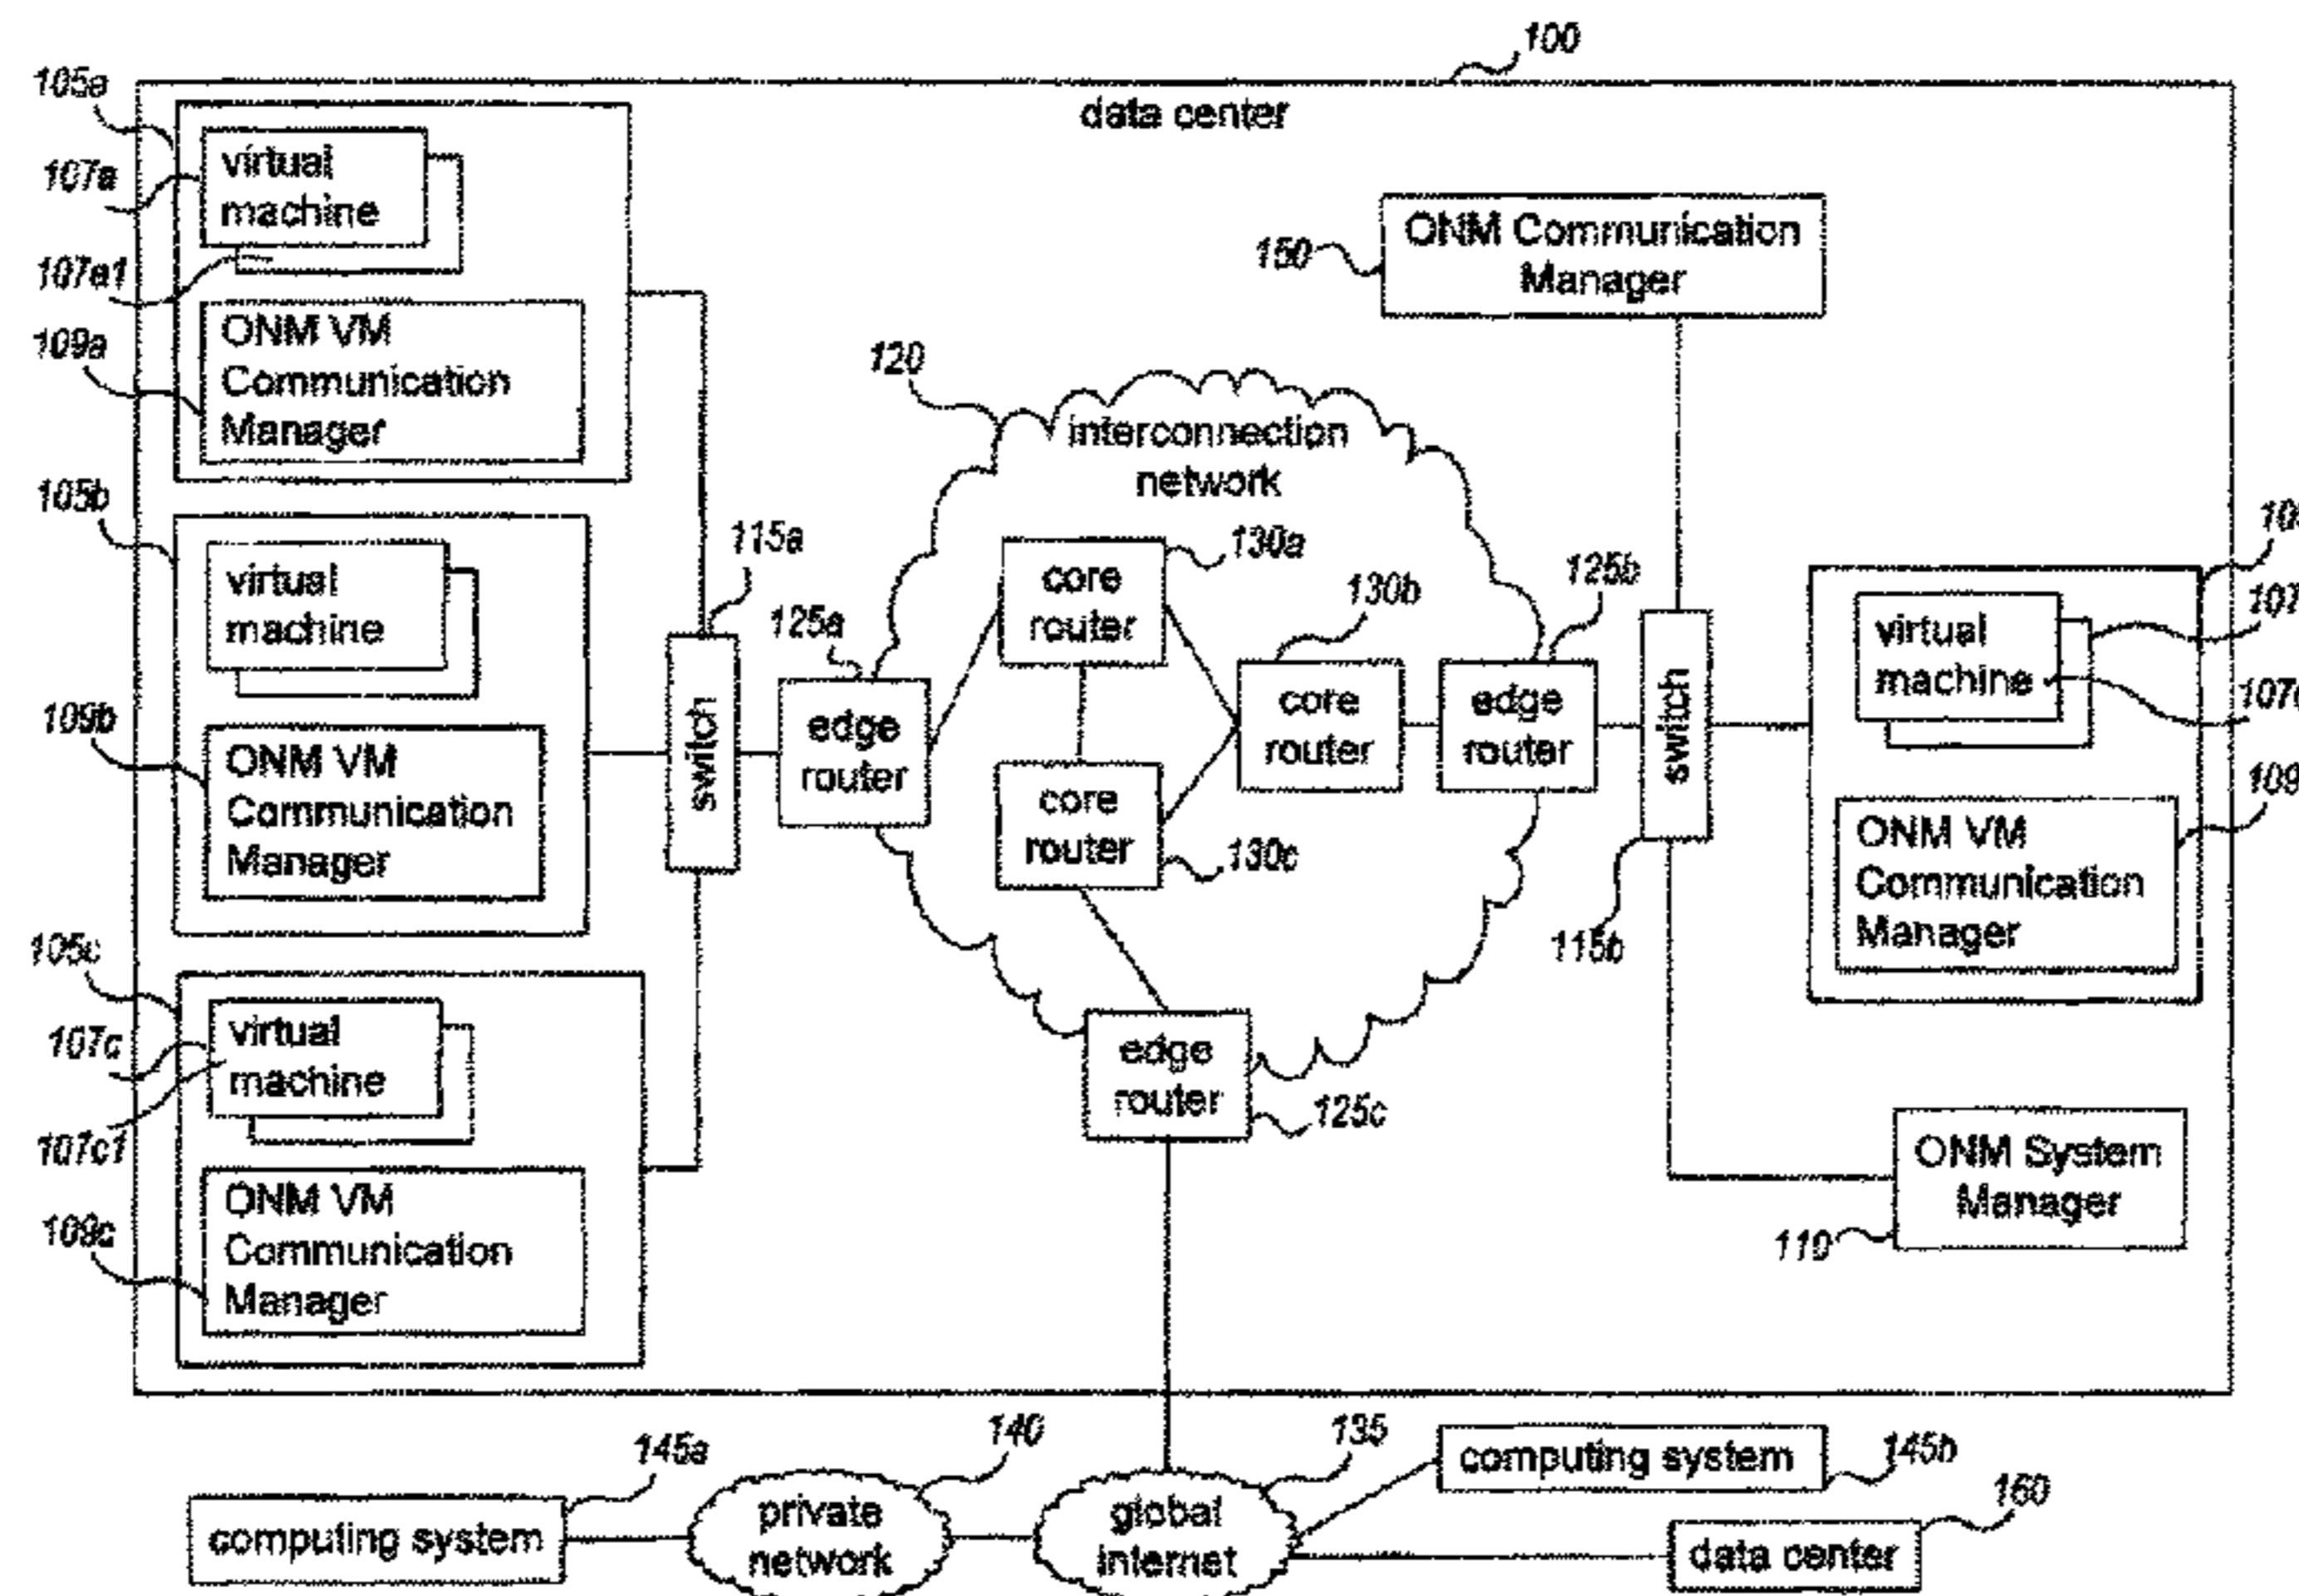 100
data center
105a
107a
107a1
109a
virtual
machine
ONM VM
Communication
Manager
105b
109b
virtual
machine
ONM VM
Communication
Manager
105c
107c
107c1
109c
virtual
machine
ONM VM
Communication
Manager
115a
switch
125a
edge
router
120
interconnection
network
130a
core
router
130b
core
router
130c
core
router
125b
edge
router
125c
edge
router
150
ONM Communication
Manager
115b
switch
virtual
machine
ONM VM
Communication
Manager
107
109
110
ONM System
Manager
145a
computing system
140
private
network
135
global
internet
145b
computing system
160
data center